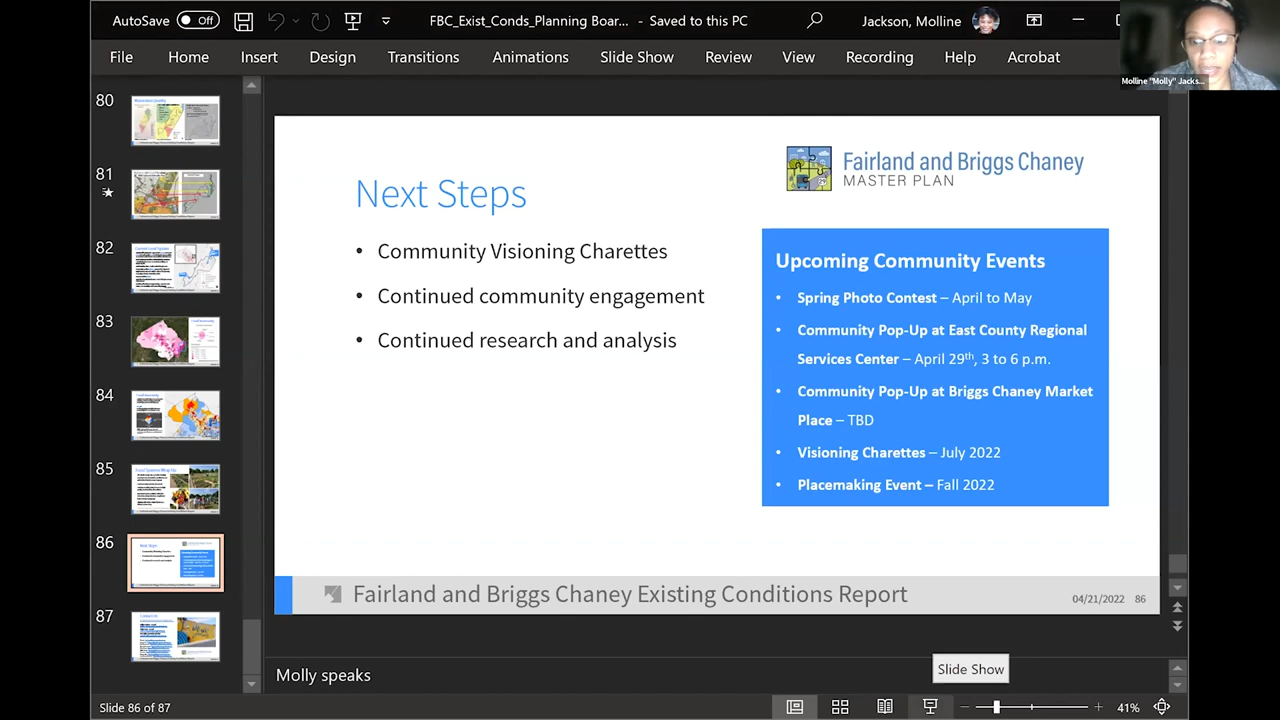 AutoSave Off FBC_Exist_Conds_Planning Boar... - Saved to this PC Jackson, Molline
File Home Insert Design Transitions Animations Slide Show Review View Recording Help Acrobat
Molline "Molly" Jacks...
80
81
82
83
84
85
86
87
Fairland and Briggs Chaney
MASTER PLAN
Next Steps
• Community Visioning Charettes
• Continued community engagement
• Continued research and analysis
Upcoming Community Events
• Spring Photo Contest – April to May
• Community Pop-Up at East County Regional
Services Center – April 29th, 3 to 6 p.m.
• Community Pop-Up at Briggs Chaney Market
Place – TBD
• Visioning Charettes – July 2022
• Placemaking Event – Fall 2022
Fairland and Briggs Chaney Existing Conditions Report 04/21/2022 86
Slide Show
Molly speaks
Slide 86 of 87 41%